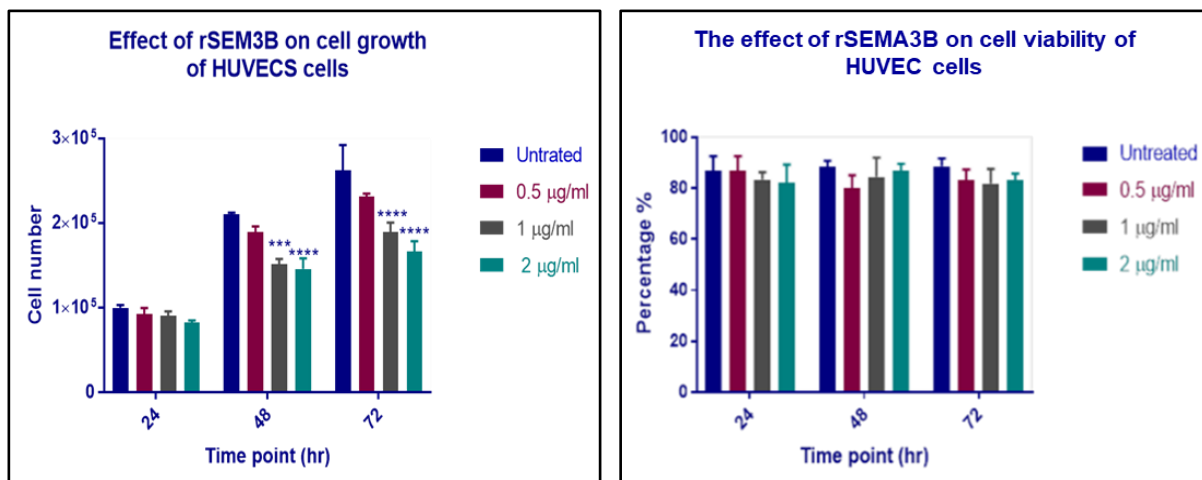 Effect of rSEM3B on cell growth
of HUVECS cells
3×10⁵
2×10⁵
1×10⁵
0
Cell number
***
****
****
****
24
48
72
Time point (hr)
Untrated
0.5 µg/ml
1 µg/ml
2 µg/ml
The effect of rSEMA3B on cell viability of
HUVEC cells
100
80
60
40
20
0
Percentage %
24
48
72
Time point (hr)
Untreated
0.5 µg/ml
1 µg/ml
2 µg/ml